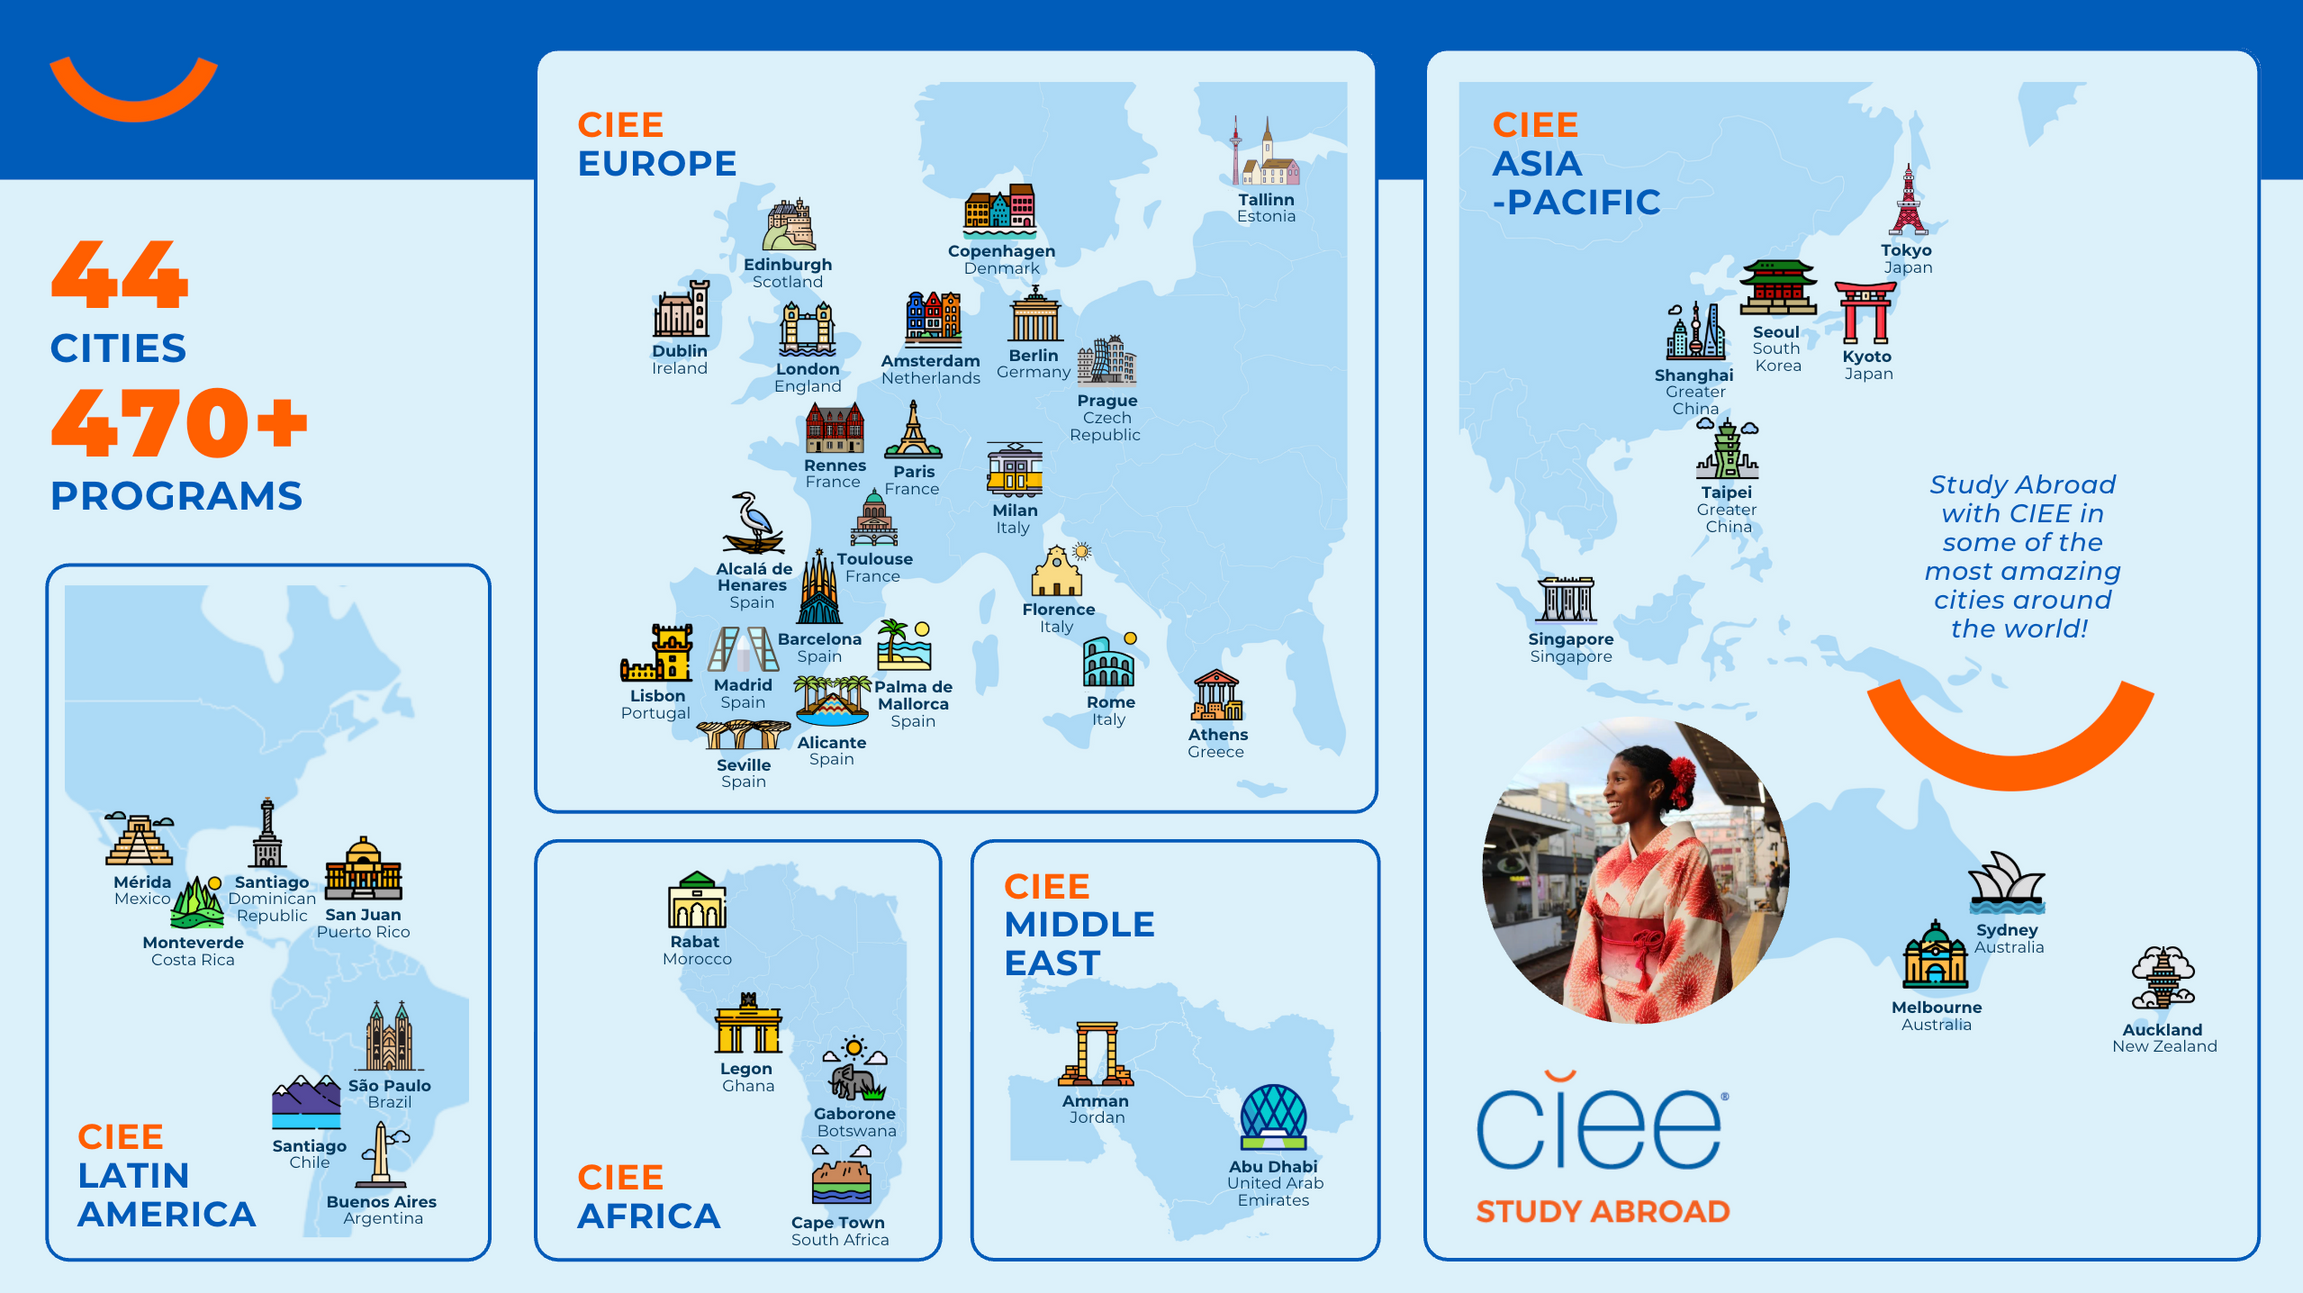 44
CITIES
470+
PROGRAMS
CIEE
EUROPE
Tallinn
Estonia
Edinburgh
Scotland
Copenhagen
Denmark
Dublin
Ireland
London
England
Amsterdam
Netherlands
Berlin
Germany
Prague
Czech
Republic
Rennes
France
Paris
France
Milan
Italy
Alcalá de
Henares
Spain
Toulouse
France
Florence
Italy
Barcelona
Spain
Lisbon
Portugal
Madrid
Spain
Palma de
Mallorca
Spain
Rome
Italy
Athens
Greece
Alicante
Spain
Seville
Spain
CIEE
ASIA
-PACIFIC
Tokyo
Japan
Seoul
South
Korea
Kyoto
Japan
Shanghai
Greater
China
Taipei
Greater
China
Singapore
Singapore
Study Abroad
with CIEE in
some of the
most amazing
cities around
the world!
Sydney
Australia
Melbourne
Australia
Auckland
New Zealand
ciee®
STUDY ABROAD
Mérida
Mexico
Santiago
Dominican
Republic
San Juan
Puerto Rico
Monteverde
Costa Rica
São Paulo
Brazil
Santiago
Chile
Buenos Aires
Argentina
CIEE
LATIN
AMERICA
Rabat
Morocco
Legon
Ghana
Gaborone
Botswana
Cape Town
South Africa
CIEE
AFRICA
CIEE
MIDDLE
EAST
Amman
Jordan
Abu Dhabi
United Arab
Emirates